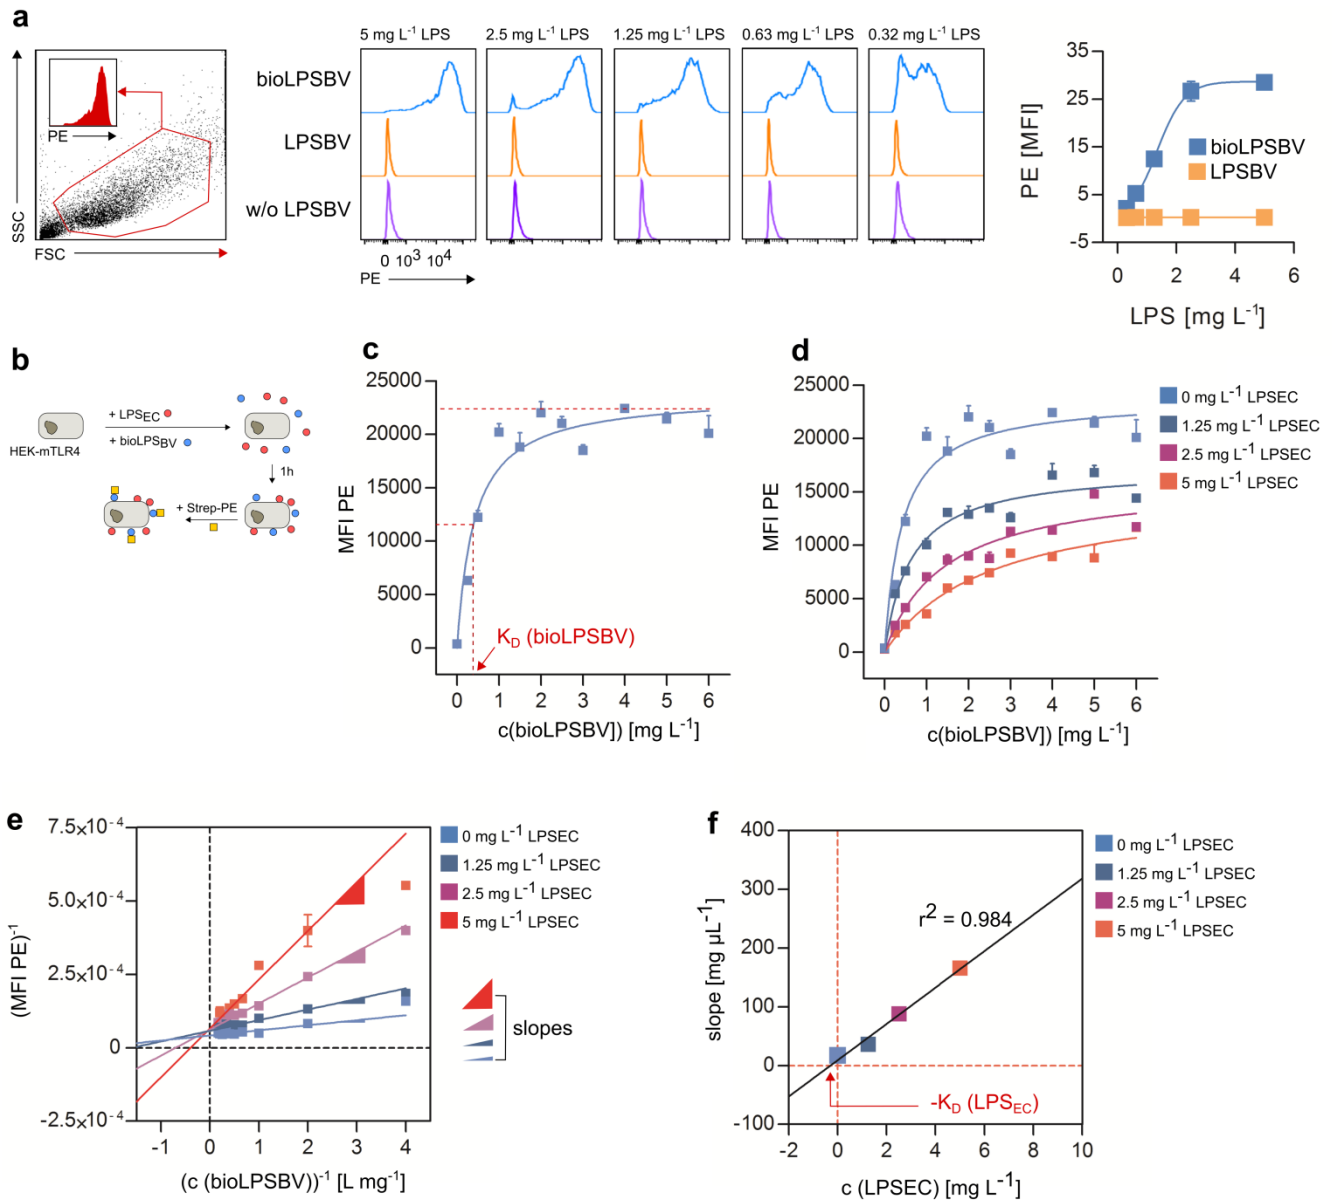 a
SSC
FSC
PE
5 mg L⁻¹ LPS
2.5 mg L⁻¹ LPS
1.25 mg L⁻¹ LPS
0.63 mg L⁻¹ LPS
0.32 mg L⁻¹ LPS
bioLPSBV
LPSBV
w/o LPSBV
0 10³ 10⁴
PE
35
25
15
5
-5
PE [MFI]
bioLPSBV
LPSBV
0 2 4 6
LPS [mg L⁻¹]
b
HEK-mTLR4
+ LPS_EC
+ bioLPS_BV
1h
+ Strep-PE
c
25000
20000
15000
10000
5000
0
MFI PE
K_D (bioLPSBV)
0 1 2 3 4 5 6
c(bioLPSBV]) [mg L⁻¹]
d
25000
20000
15000
10000
5000
0
MFI PE
0 1 2 3 4 5 6
c(bioLPSBV]) [mg L⁻¹]
0 mg L⁻¹ LPSEC
1.25 mg L⁻¹ LPSEC
2.5 mg L⁻¹ LPSEC
5 mg L⁻¹ LPSEC
e
7.5x10⁻⁴
5.0x10⁻⁴
2.5x10⁻⁴
0
-2.5x10⁻⁴
(MFI PE)⁻¹
-1 0 1 2 3 4
(c (bioLPSBV))⁻¹ [L mg⁻¹]
0 mg L⁻¹ LPSEC
1.25 mg L⁻¹ LPSEC
2.5 mg L⁻¹ LPSEC
5 mg L⁻¹ LPSEC
slopes
f
400
300
200
100
0
-100
slope [mg µL⁻¹]
r² = 0.984
-K_D (LPS_EC)
-2 0 2 4 6 8 10
c (LPSEC) [mg L⁻¹]
0 mg L⁻¹ LPSEC
1.25 mg L⁻¹ LPSEC
2.5 mg L⁻¹ LPSEC
5 mg L⁻¹ LPSEC